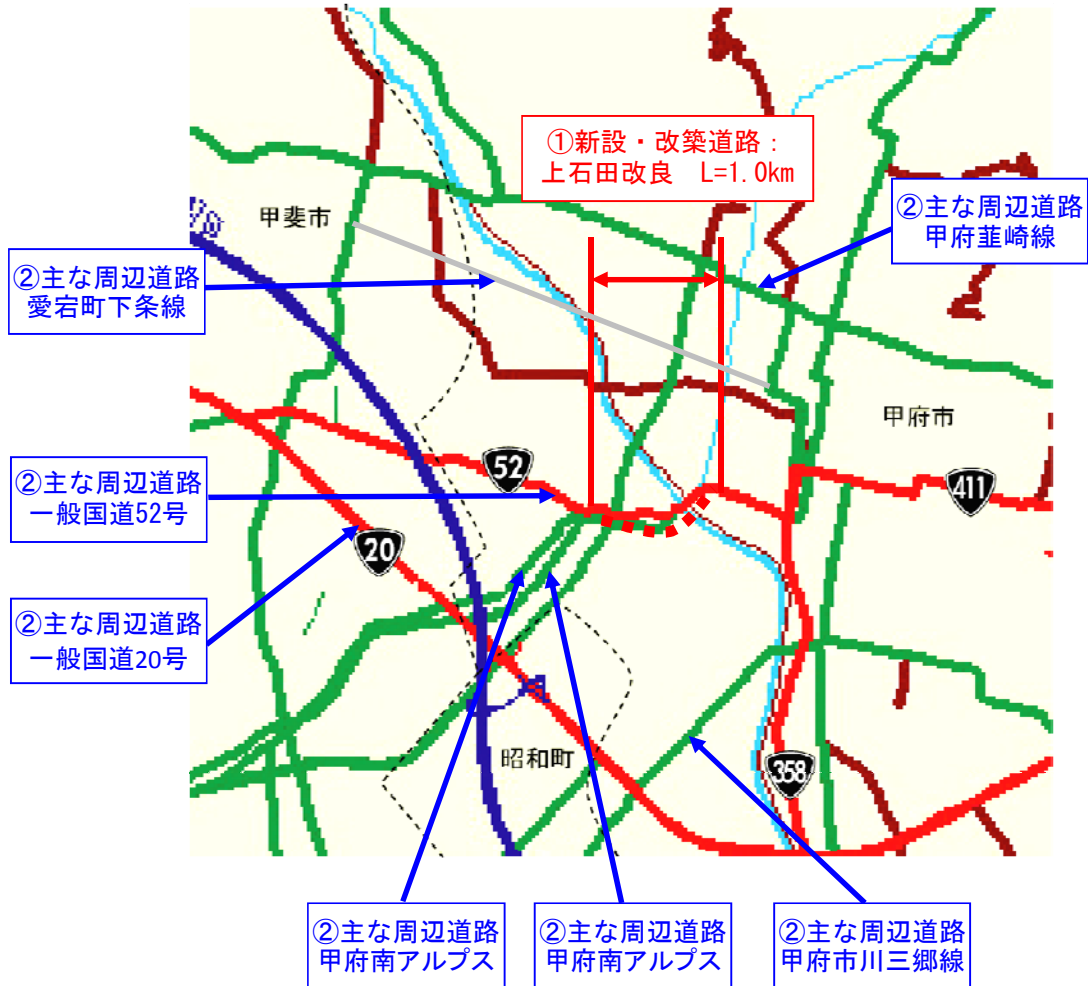 ①新設・改築道路：
上石田改良 L=1.0km
②主な周辺道路
甲府韮崎線
甲斐市
②主な周辺道路
愛宕町下条線
甲府市
②主な周辺道路
一般国道52号
52
411
20
②主な周辺道路
一般国道20号
昭和町
358
②主な周辺道路
甲府南アルプス
②主な周辺道路
甲府南アルプス
②主な周辺道路
甲府市川三郷線